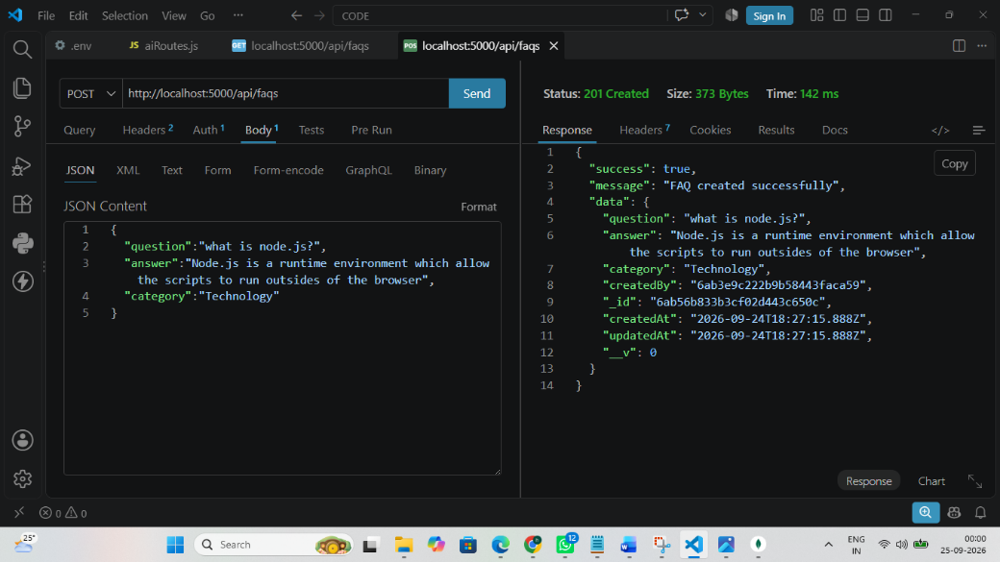 File Edit Selection View Go ··· CODE Sign In
.env JS aiRoutes.js GET localhost:5000/api/faqs POS localhost:5000/api/faqs
POST http://localhost:5000/api/faqs Send
Query Headers 2 Auth 1 Body 1 Tests Pre Run
JSON XML Text Form Form-encode GraphQL Binary
JSON Content Format
1 {
2 "question":"what is node.js?",
3 "answer":"Node.js is a runtime environment which allow
the scripts to run outsides of the browser",
4 "category":"Technology"
5 }
Status: 201 Created Size: 373 Bytes Time: 142 ms
Response Headers 7 Cookies Results Docs </>
Copy
1 {
2 "success": true,
3 "message": "FAQ created successfully",
4 "data": {
5 "question": "what is node.js?",
6 "answer": "Node.js is a runtime environment which allow
the scripts to run outsides of the browser",
7 "category": "Technology",
8 "createdBy": "6ab3e9c222b9b58443faca59",
9 "_id": "6ab56b833b3cf02d443c650c",
10 "createdAt": "2026-09-24T18:27:15.888Z",
11 "updatedAt": "2026-09-24T18:27:15.888Z",
12 "__v": 0
13 }
14 }
Response Chart
0 0
25° Search 12 ENG 00:00
IN 25-09-2026